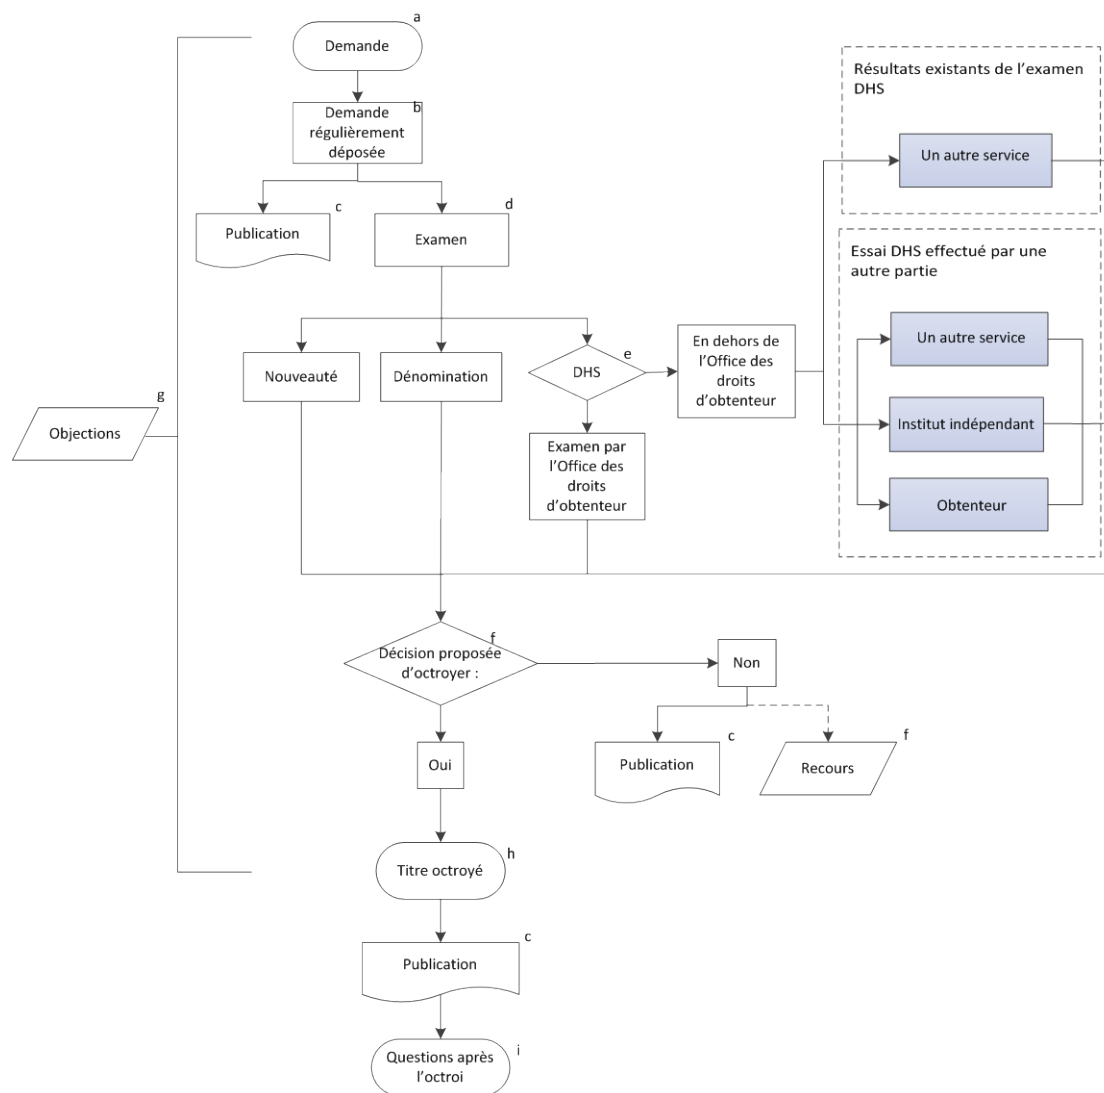 a
Demande
b
Demande
régulièrement
déposée
c
Publication
d
Examen
Nouveauté
Dénomination
e
DHS
En dehors de
l’Office des
droits
d’obtenteur
Examen par
l’Office des
droits
d’obtenteur
Résultats existants de l’examen
DHS
Un autre service
Essai DHS effectué par une
autre partie
Un autre service
Institut indépendant
Obtenteur
g
Objections
f
Décision proposée
d’octroyer :
Non
c
Publication
f
Recours
Oui
h
Titre octroyé
c
Publication
i
Questions après
l’octroi